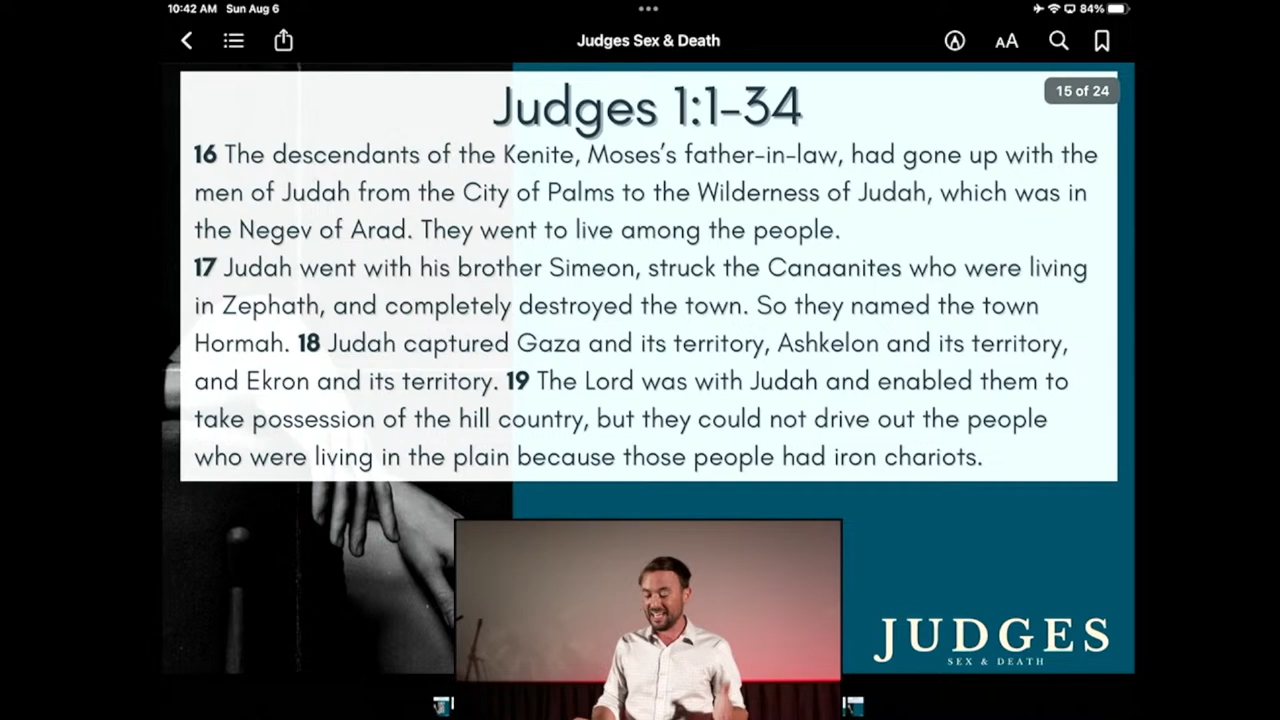 10:42 AM Sun Aug 6
84%
Judges Sex & Death
AA
15 of 24
Judges 1:1-34
16 The descendants of the Kenite, Moses’s father-in-law, had gone up with the
men of Judah from the City of Palms to the Wilderness of Judah, which was in
the Negev of Arad. They went to live among the people.
17 Judah went with his brother Simeon, struck the Canaanites who were living
in Zephath, and completely destroyed the town. So they named the town
Hormah. 18 Judah captured Gaza and its territory, Ashkelon and its territory,
and Ekron and its territory. 19 The Lord was with Judah and enabled them to
take possession of the hill country, but they could not drive out the people
who were living in the plain because those people had iron chariots.
JUDGES
SEX & DEATH